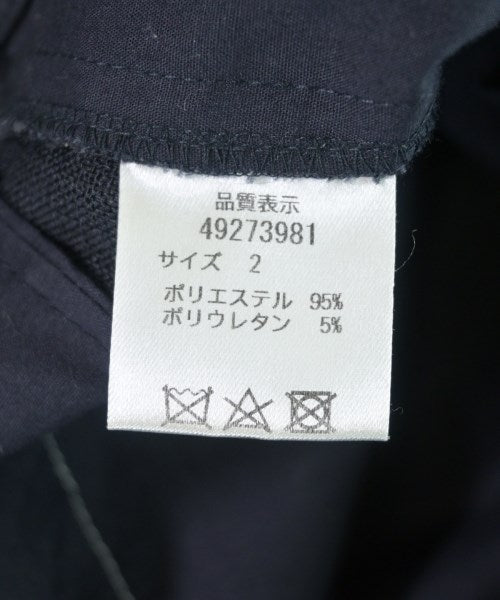 品質表示
49273981
サイズ 2
ポリエステル 95%
ポリウレタン 5%